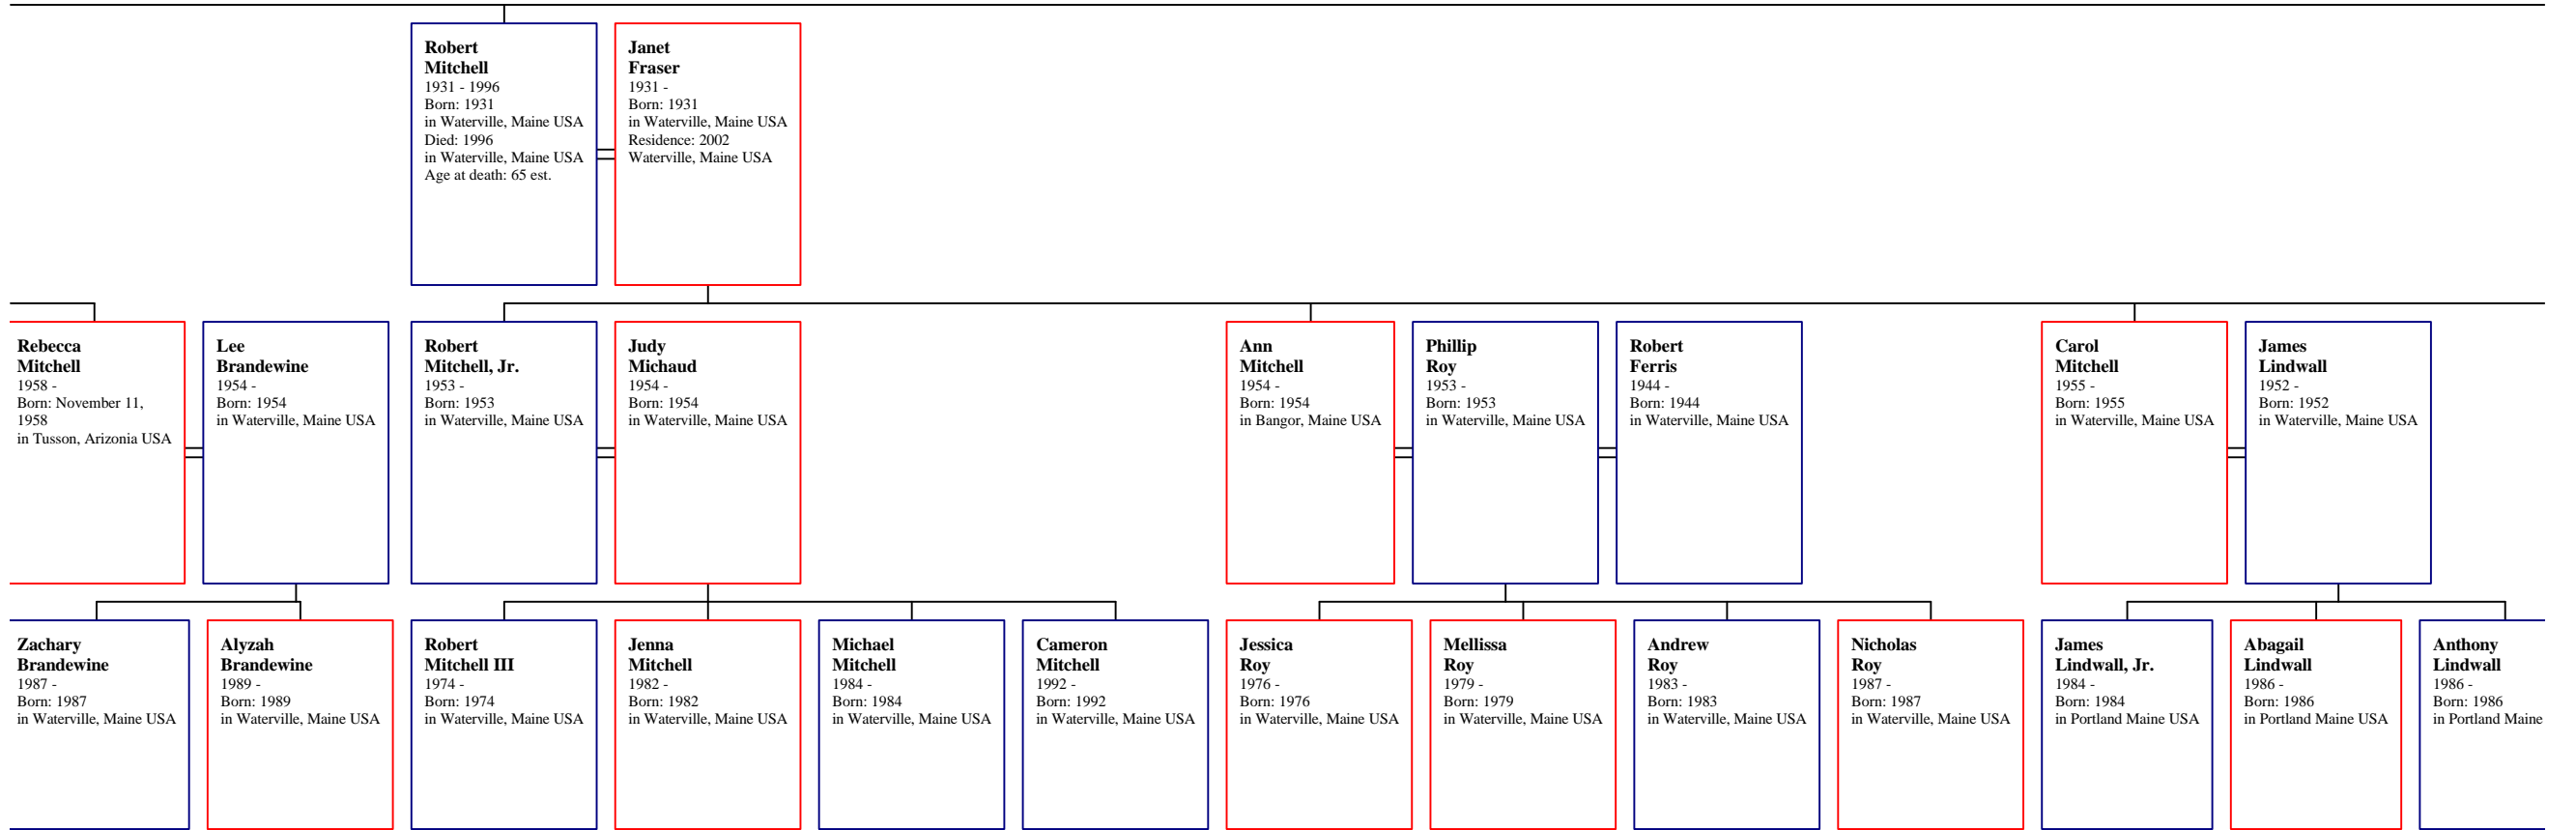 Robert
Mitchell
1931 - 1996
Born: 1931
in Waterville, Maine USA
Died: 1996
in Waterville, Maine USA
Age at death: 65 est.
Janet
Fraser
1931 -
Born: 1931
in Waterville, Maine USA
Residence: 2002
Waterville, Maine USA
Rebecca
Mitchell
1958 -
Born: November 11,
1958
in Tusson, Arizonia USA
Lee
Brandewine
1954 -
Born: 1954
in Waterville, Maine USA
Robert
Mitchell, Jr.
1953 -
Born: 1953
in Waterville, Maine USA
Judy
Michaud
1954 -
Born: 1954
in Waterville, Maine USA
Ann
Mitchell
1954 -
Born: 1954
in Bangor, Maine USA
Phillip
Roy
1953 -
Born: 1953
in Waterville, Maine USA
Robert
Ferris
1944 -
Born: 1944
in Waterville, Maine USA
Carol
Mitchell
1955 -
Born: 1955
in Waterville, Maine USA
James
Lindwall
1952 -
Born: 1952
in Waterville, Maine USA
Zachary
Brandewine
1987 -
Born: 1987
in Waterville, Maine USA
Alyzah
Brandewine
1989 -
Born: 1989
in Waterville, Maine USA
Robert
Mitchell III
1974 -
Born: 1974
in Waterville, Maine USA
Jenna
Mitchell
1982 -
Born: 1982
in Waterville, Maine USA
Michael
Mitchell
1984 -
Born: 1984
in Waterville, Maine USA
Cameron
Mitchell
1992 -
Born: 1992
in Waterville, Maine USA
Jessica
Roy
1976 -
Born: 1976
in Waterville, Maine USA
Mellissa
Roy
1979 -
Born: 1979
in Waterville, Maine USA
Andrew
Roy
1983 -
Born: 1983
in Waterville, Maine USA
Nicholas
Roy
1987 -
Born: 1987
in Waterville, Maine USA
James
Lindwall, Jr.
1984 -
Born: 1984
in Portland Maine USA
Abagail
Lindwall
1986 -
Born: 1986
in Portland Maine USA
Anthony
Lindwall
1986 -
Born: 1986
in Portland Maine